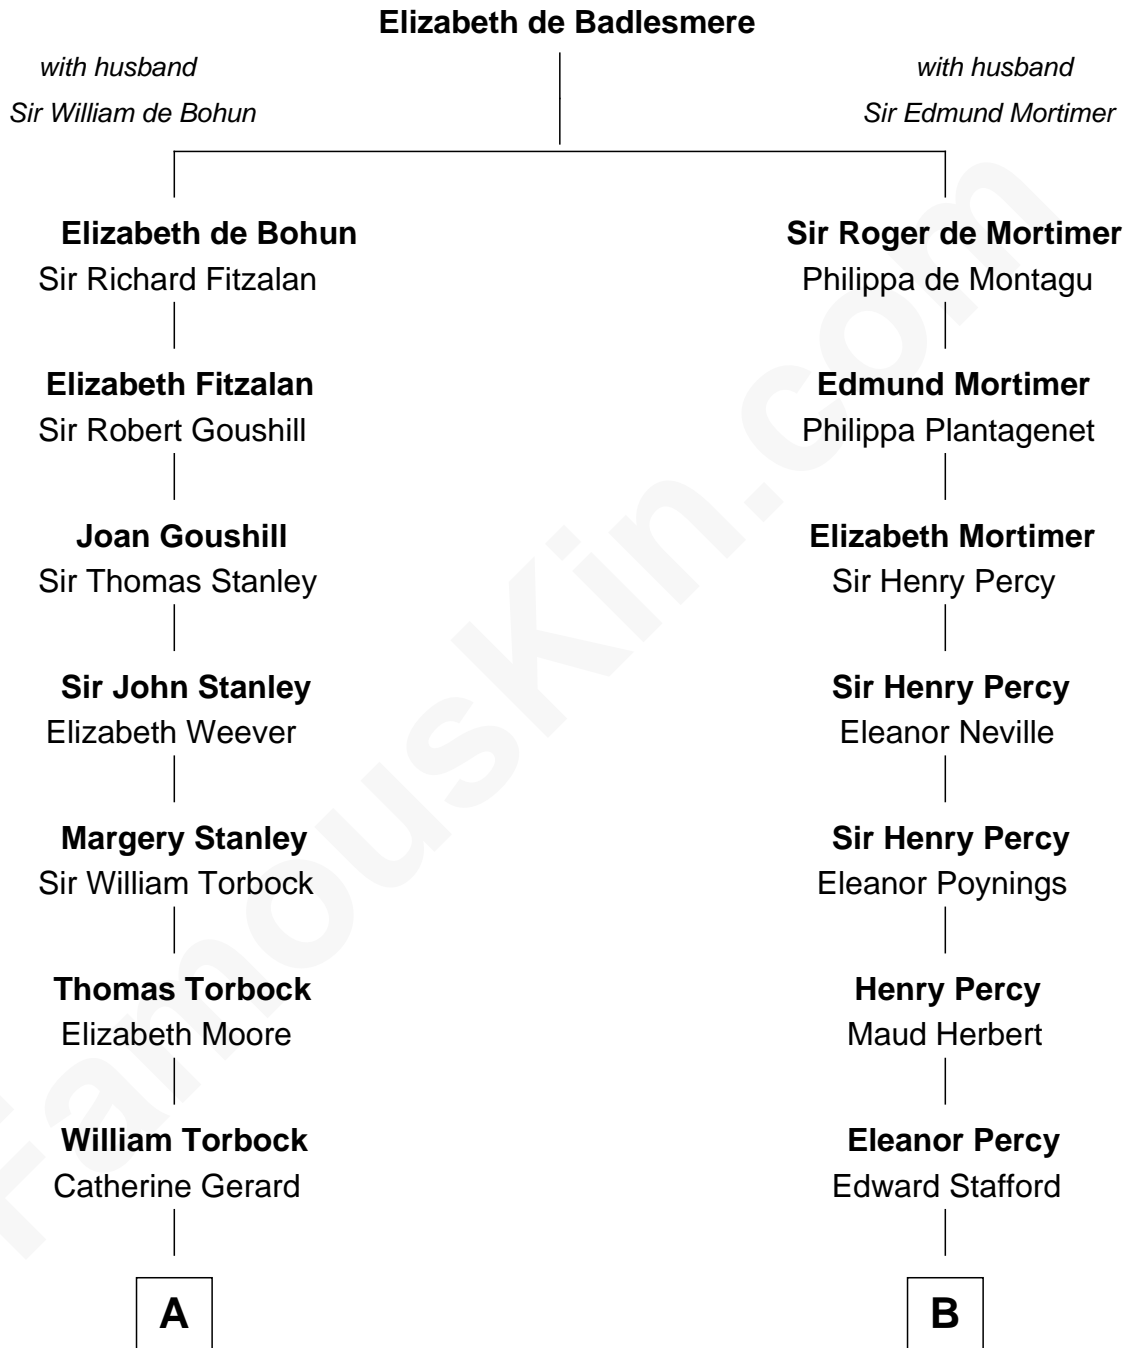 Elizabeth de Badlesmere
with husband
Sir William de Bohun
with husband
Sir Edmund Mortimer
Elizabeth de Bohun
Sir Richard Fitzalan
Sir Roger de Mortimer
Philippa de Montagu
Elizabeth Fitzalan
Sir Robert Goushill
Edmund Mortimer
Philippa Plantagenet
Joan Goushill
Sir Thomas Stanley
Elizabeth Mortimer
Sir Henry Percy
Sir John Stanley
Elizabeth Weever
Sir Henry Percy
Eleanor Neville
Margery Stanley
Sir William Torbock
Sir Henry Percy
Eleanor Poynings
Thomas Torbock
Elizabeth Moore
Henry Percy
Maud Herbert
William Torbock
Catherine Gerard
Eleanor Percy
Edward Stafford
A
B
FamousKin.com